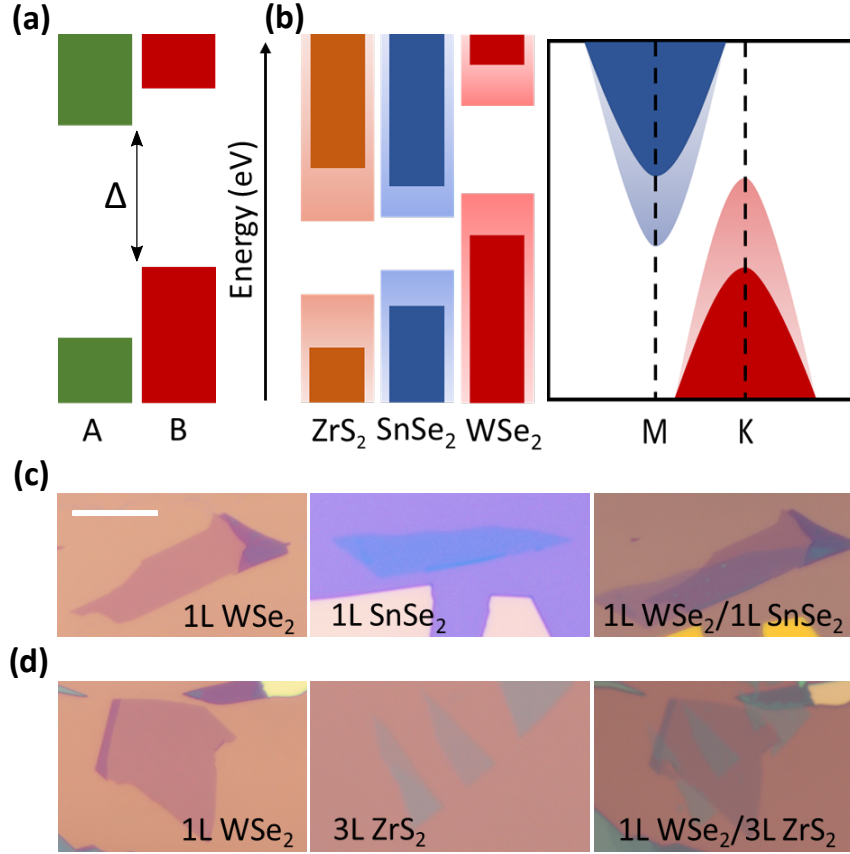 (a)
(b)
Δ
Energy (eV)
A
B
ZrS₂
SnSe₂
WSe₂
M
K
(c)
1L WSe₂
1L SnSe₂
1L WSe₂/1L SnSe₂
(d)
1L WSe₂
3L ZrS₂
1L WSe₂/3L ZrS₂